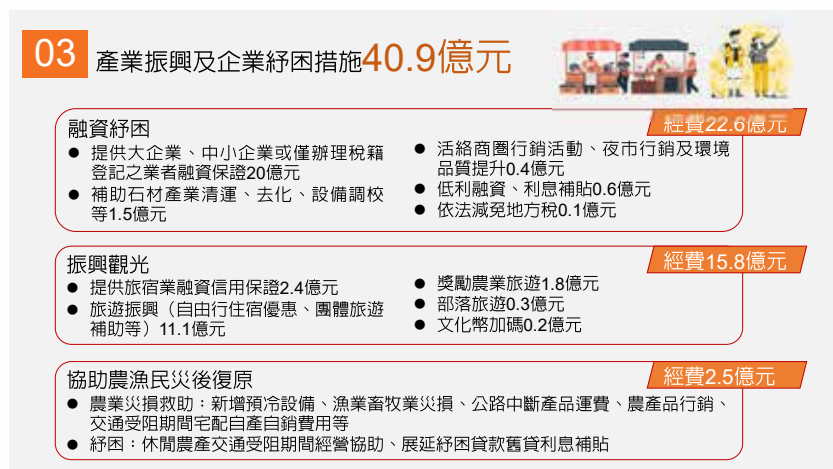 03 產業振興及企業紓困措施40.9億元
融資紓困
經費22.6億元
● 提供大企業、中小企業或僅辦理稅籍
登記之業者融資保證20億元
● 補助石材產業清運、去化、設備調校
等1.5億元
● 活絡商圈行銷活動、夜市行銷及環境
品質提升0.4億元
● 低利融資、利息補貼0.6億元
● 依法減免地方稅0.1億元
振興觀光
經費15.8億元
● 提供旅宿業融資信用保證2.4億元
● 旅遊振興（自由行住宿優惠、團體旅遊
補助等）11.1億元
● 獎勵農業旅遊1.8億元
● 部落旅遊0.3億元
● 文化幣加碼0.2億元
協助農漁民災後復原
經費2.5億元
● 農業災損救助：新增預冷設備、漁業畜牧業災損、公路中斷產品運費、農產品行銷、
交通受阻期間宅配自產自銷費用等
● 紓困：休閒農產交通受阻期間經營協助、展延紓困貸款舊貸利息補貼